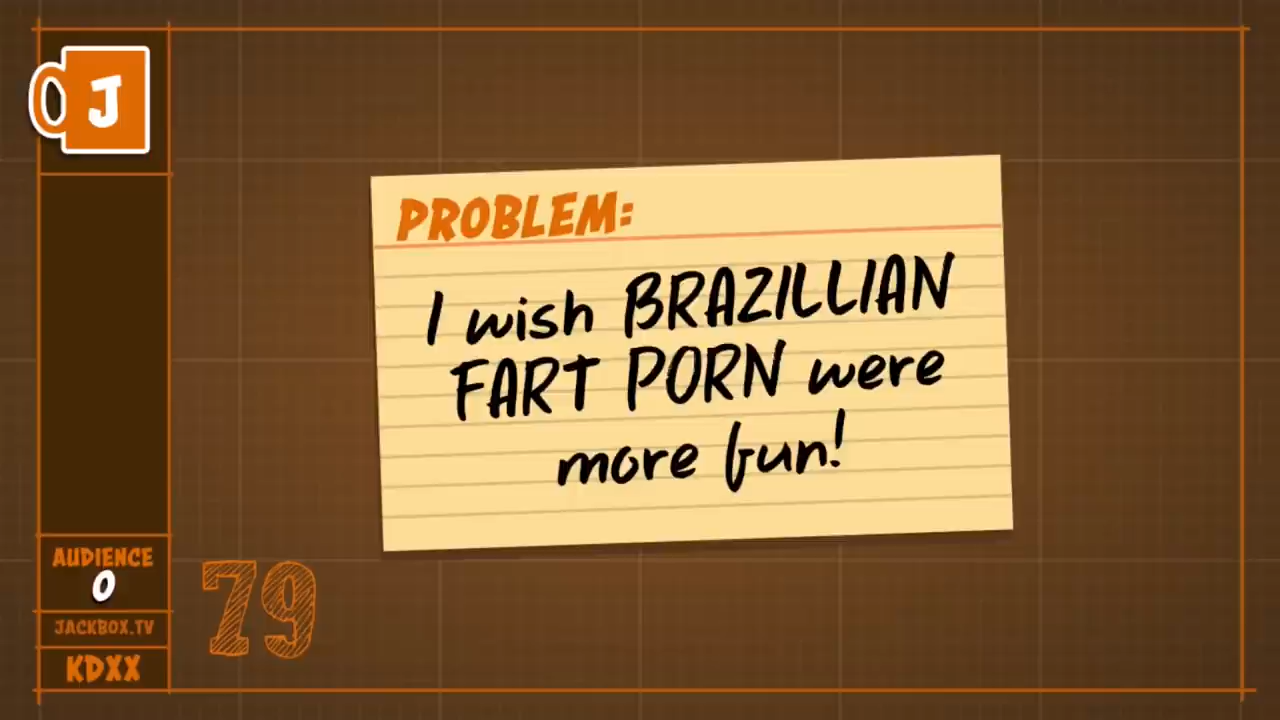 J
PROBLEM:
I wish BRAZILLIAN
FART PORN were
more fun!
AUDIENCE
0
JACKBOX.TV
KDXX
79